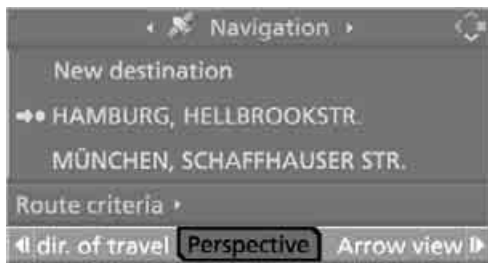 Navigation
New destination
HAMBURG, HELLBROOKSTR.
MÜNCHEN, SCHAFFHAUSER STR.
Route criteria
dir. of travel Perspective Arrow view